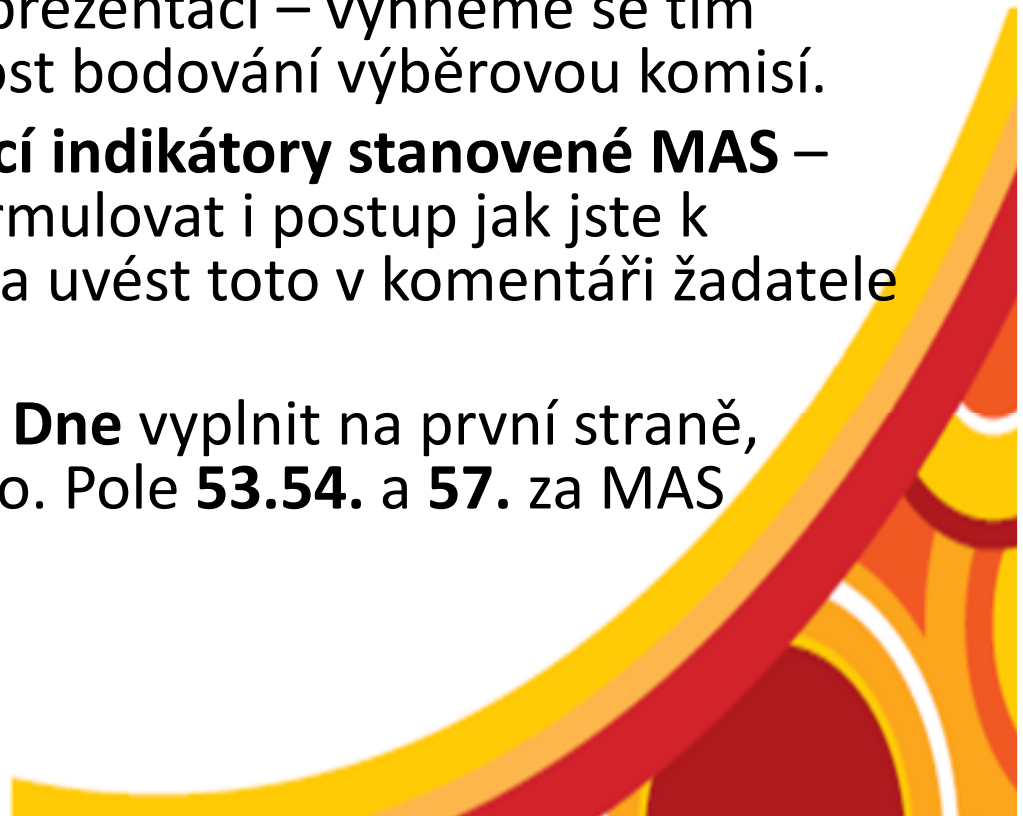 prezentaci – vyhneme se tím
ost bodování výběrovou komisí.
cí indikátory stanovené MAS –
rmulovat i postup jak jste k
a uvést toto v komentáři žadatele
Dne vyplnit na první straně,
o. Pole 53.54. a 57. za MAS